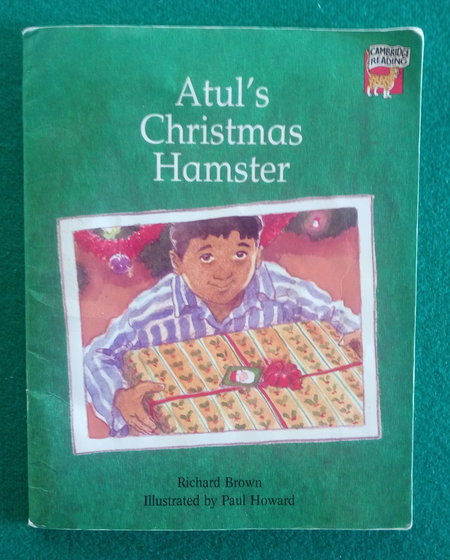 CAMBRIDGE
READING
Atul's
Christmas
Hamster
Richard Brown
Illustrated by Paul Howard